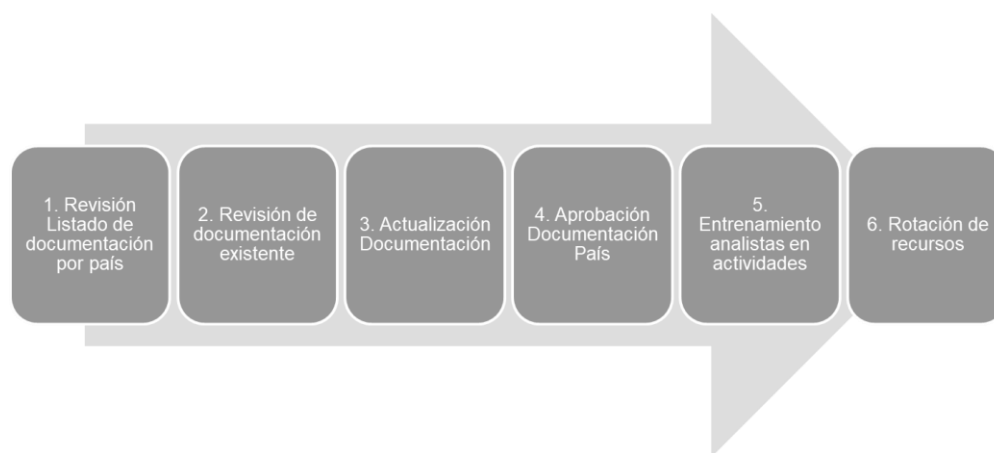 1. Revisión
Listado de
documentación
por país
2. Revisión de
documentación
existente
3. Actualización
Documentación
4. Aprobación
Documentación
País
5.
Entrenamiento
analistas en
actividades
6. Rotación de
recursos